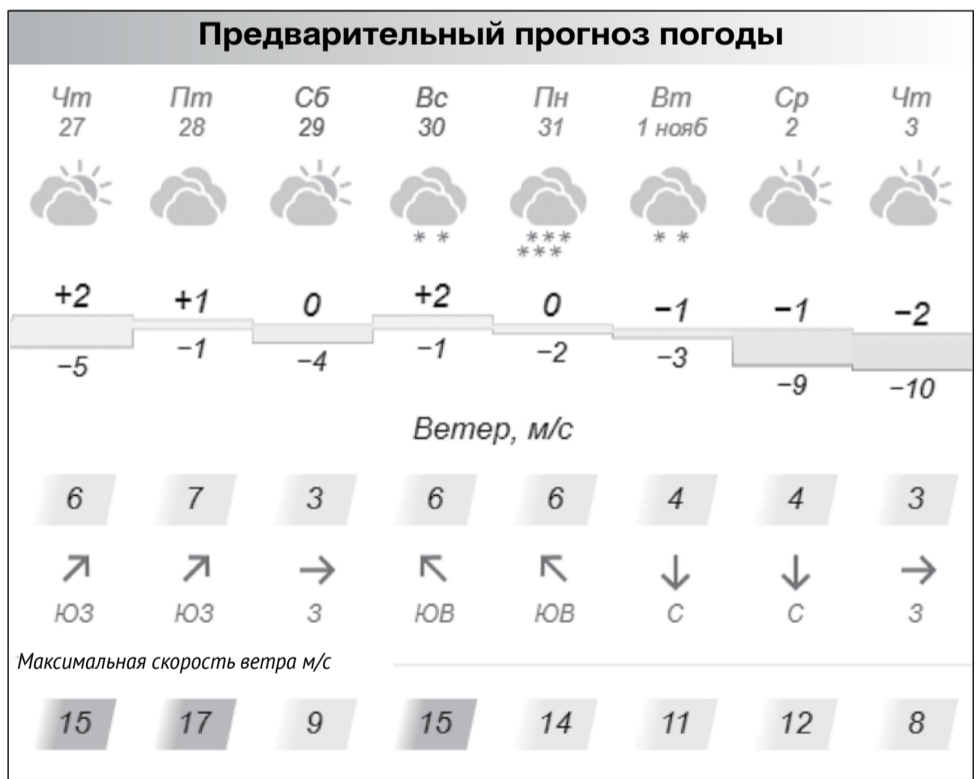 Предварительный прогноз погоды
Чт Пт Сб Вс Пн Вт Ср Чт
27 28 29 30 31 1 нояб 2 3
+2 +1 0 +2 0 −1 −1 −2
−5 −1 −4 −1 −2 −3 −9 −10
Ветер, м/с
6 7 3 6 6 4 4 3
ЮЗ ЮЗ З ЮВ ЮВ С С З
Максимальная скорость ветра м/с
15 17 9 15 14 11 12 8